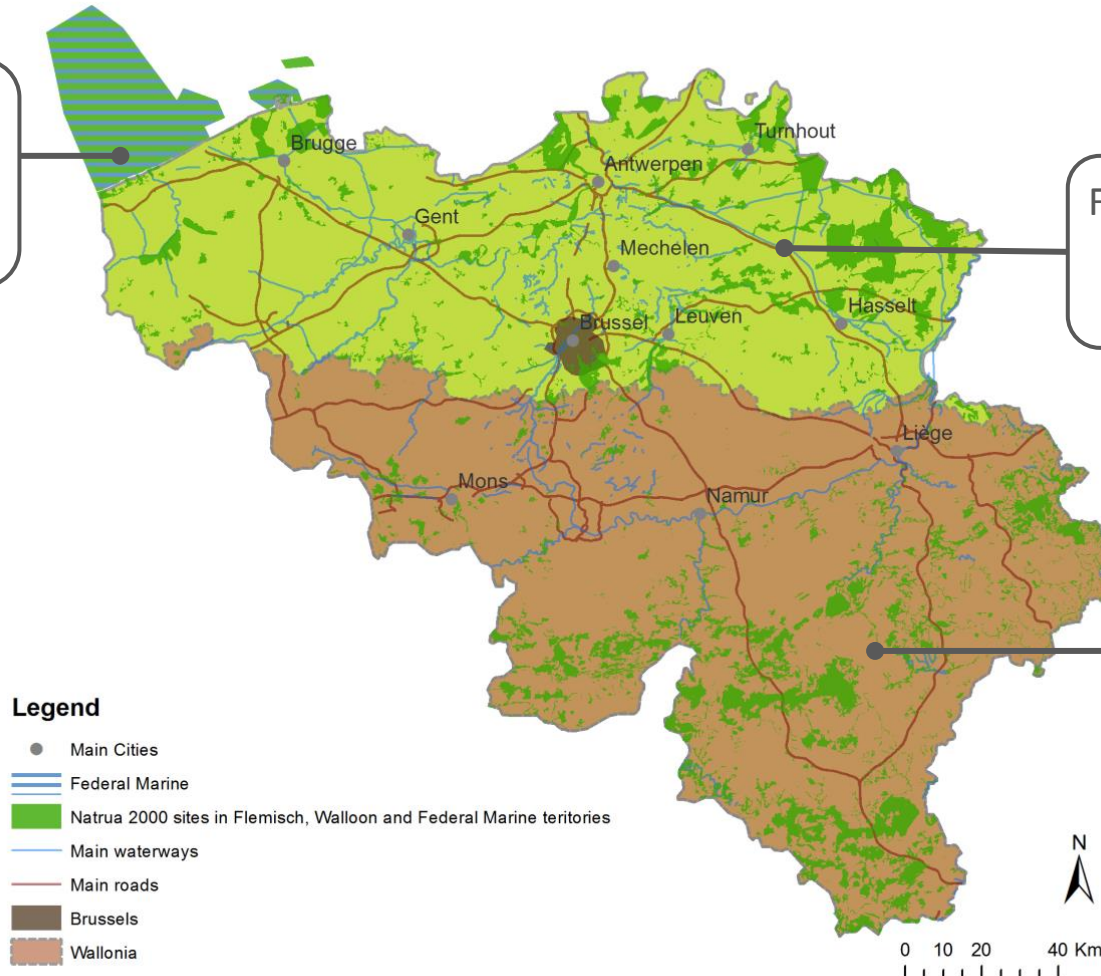 Brugge
Turnhout
Antwerpen
F
Gent
Mechelen
Hasselt
Brussel
Leuven
Liège
Mons
Namur
Legend
Main Cities
Federal Marine
Natrua 2000 sites in Flemisch, Walloon and Federal Marine teritories
Main waterways
Main roads
Brussels
Wallonia
N
0 10 20 40 Km